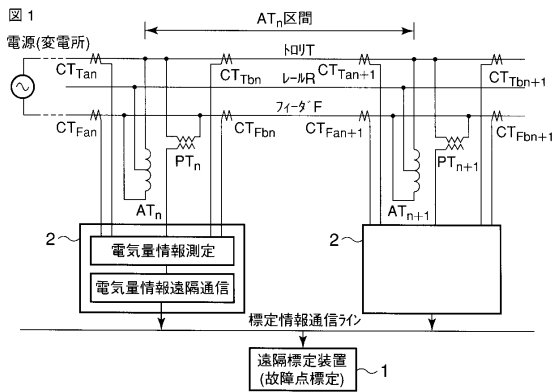 図1
ATn区間
電源(変電所)
トロリT
CTTan
CTTbn
CTTan+1
CTTbn+1
レールR
フィーダF
CTFan
CTFbn
CTFan+1
CTFbn+1
PTn
PTn+1
ATn
ATn+1
2
2
電気量情報測定
電気量情報遠隔通信
標定情報通信ライン
遠隔標定装置
(故障点標定)
1